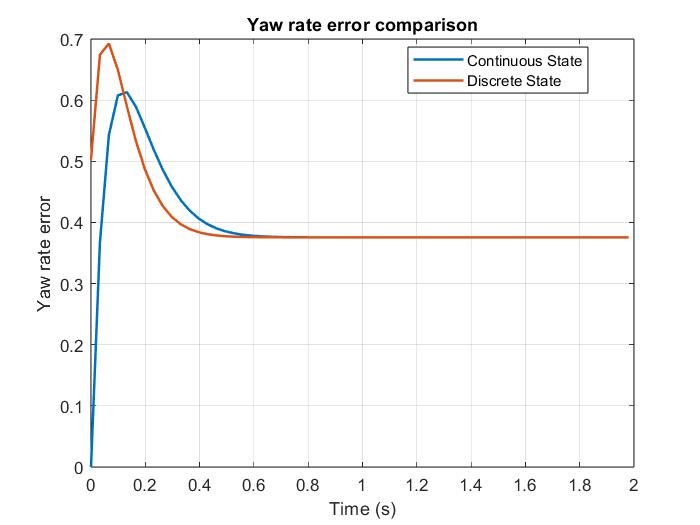 Yaw rate error comparison
Continuous State
Discrete State
Yaw rate error
0.7
0.6
0.5
0.4
0.3
0.2
0.1
0
0 0.2 0.4 0.6 0.8 1 1.2 1.4 1.6 1.8 2
Time (s)